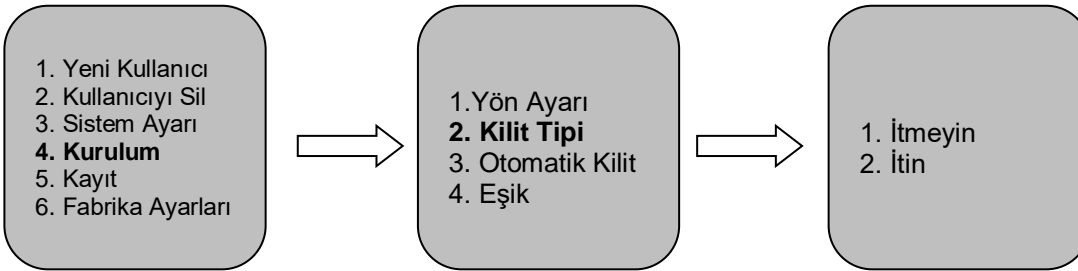 1. Yeni Kullanıcı
2. Kullanıcıyı Sil
3. Sistem Ayarı
4. Kurulum
5. Kayıt
6. Fabrika Ayarları
1.Yön Ayarı
2. Kilit Tipi
3. Otomatik Kilit
4. Eşik
1. İtmeyin
2. İtin